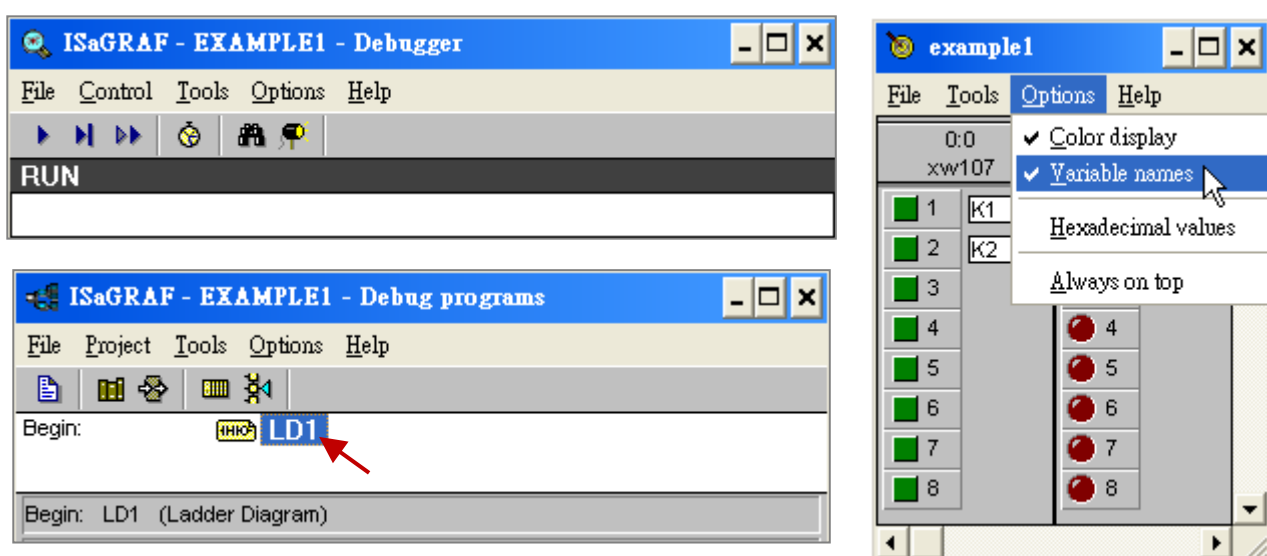 ISaGRAF - EXAMPLE1 - Debugger
File Control Tools Options Help
RUN
ISaGRAF - EXAMPLE1 - Debug programs
File Project Tools Options Help
Begin: LD1
Begin: LD1 (Ladder Diagram)
example1
File Tools Options Help
0:0
xw107
Color display
Variable names
Hexadecimal values
Always on top
1 K1
2 K2
3
4 4
5 5
6 6
7 7
8 8